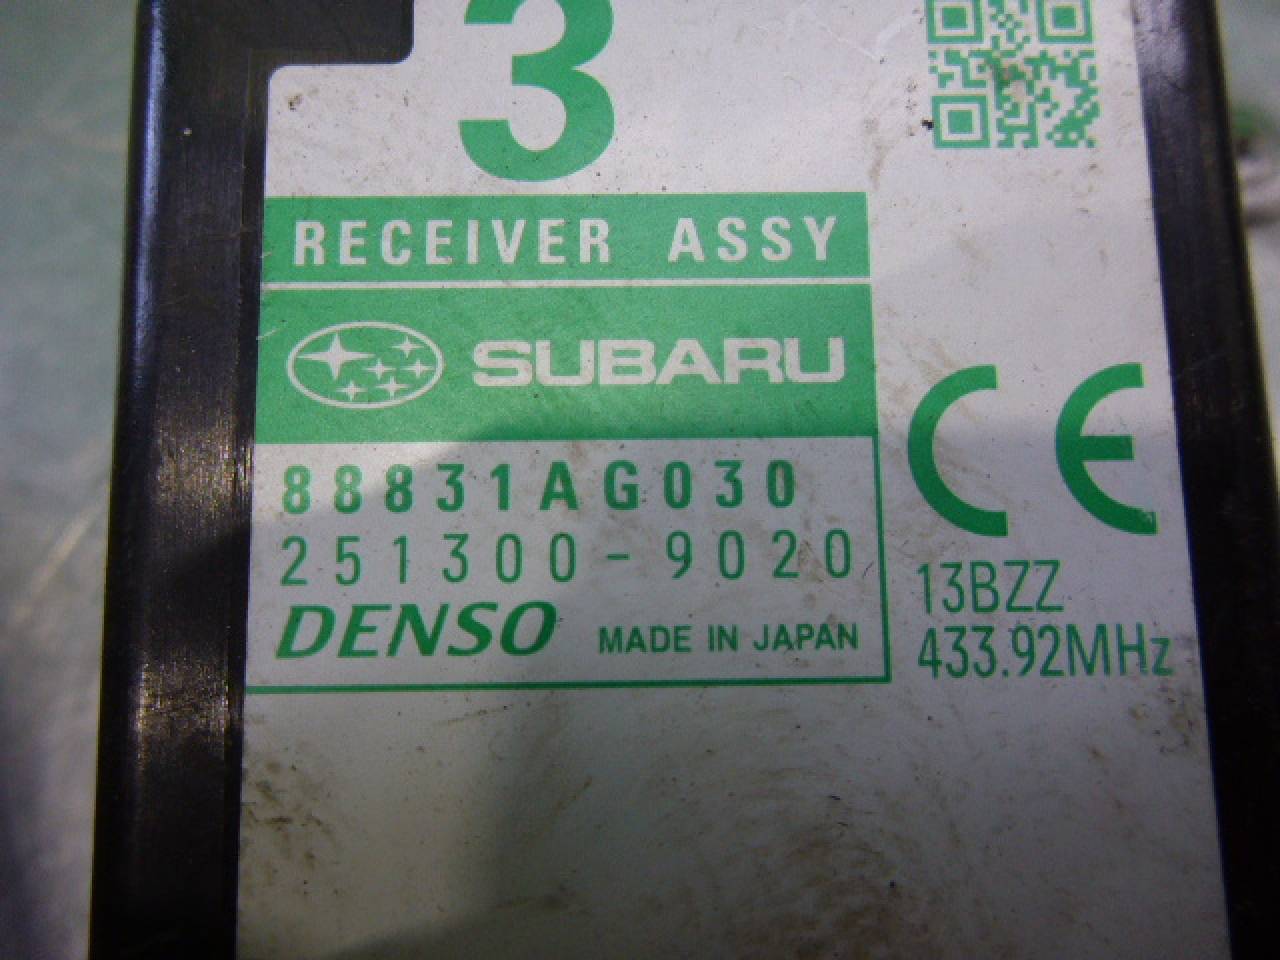 3
RECEIVER ASSY
SUBARU
88831AG030
251300-9020
DENSO MADE IN JAPAN
CE
13BZZ
433.92MHz